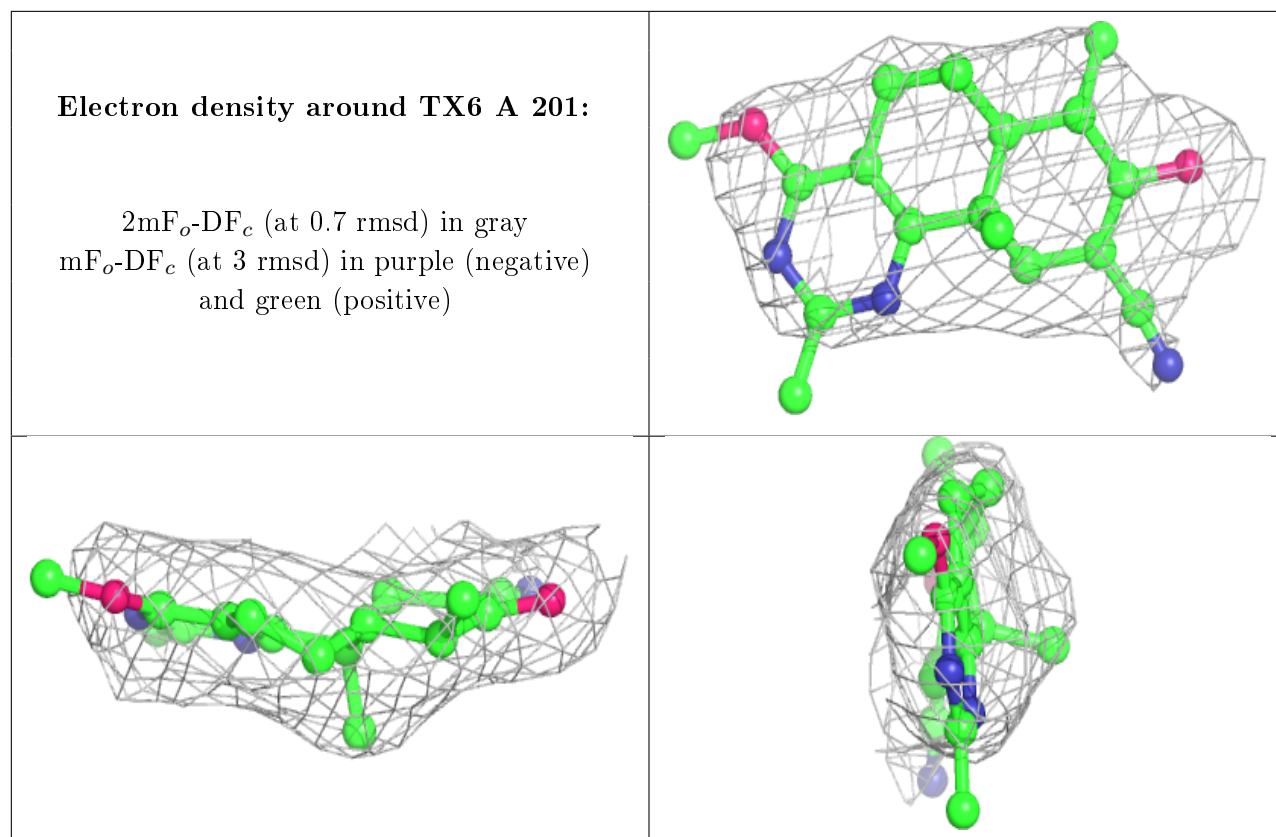 Electron density around TX6 A 201:
2mFo-DFc (at 0.7 rmsd) in gray
mFo-DFc (at 3 rmsd) in purple (negative)
and green (positive)